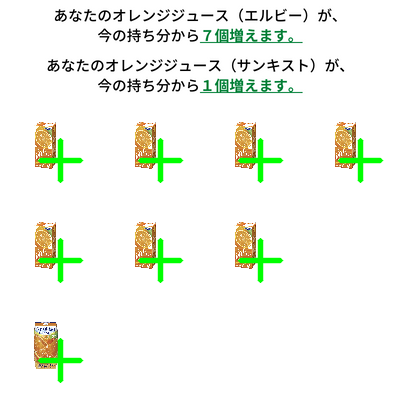 あなたのオレンジジュース（エルビー）が、
今の持ち分から７個増えます。
あなたのオレンジジュース（サンキスト）が、
今の持ち分から１個増えます。